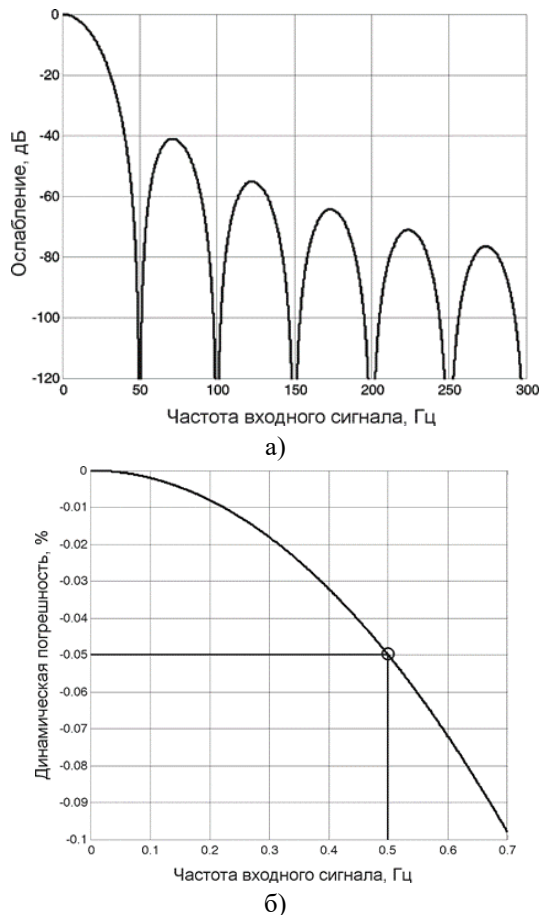 0
-20
-40
-60
-80
-100
-120
Ослабление, дБ
0 50 100 150 200 250 300
Частота входного сигнала, Гц
а)
0
-0.01
-0.02
-0.03
-0.04
-0.05
-0.06
-0.07
-0.08
-0.09
-0.1
Динамическая погрешность, %
0 0.1 0.2 0.3 0.4 0.5 0.6 0.7
Частота входного сигнала, Гц
б)